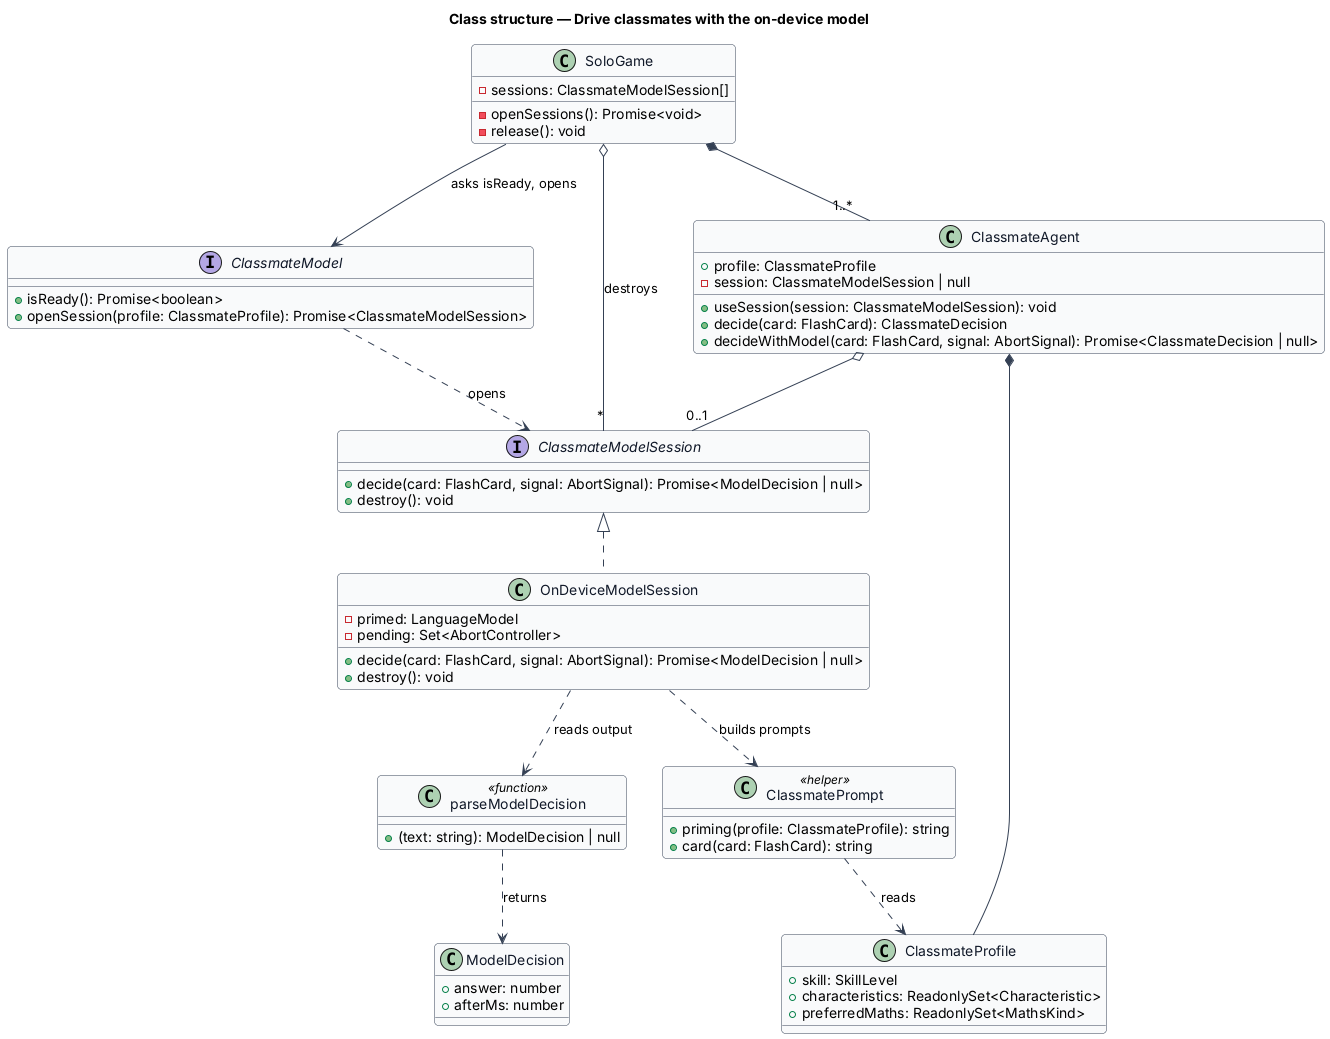 Class structure — Drive classmates with the on-device model
C SoloGame
sessions: ClassmateModelSession[]
openSessions(): Promise<void>
release(): void
asks isReady, opens
1..*
I ClassmateModel
isReady(): Promise<boolean>
openSession(profile: ClassmateProfile): Promise<ClassmateModelSession>
destroys
C ClassmateAgent
profile: ClassmateProfile
session: ClassmateModelSession | null
useSession(session: ClassmateModelSession): void
decide(card: FlashCard): ClassmateDecision
decideWithModel(card: FlashCard, signal: AbortSignal): Promise<ClassmateDecision | null>
opens
*
0..1
I ClassmateModelSession
decide(card: FlashCard, signal: AbortSignal): Promise<ModelDecision | null>
destroy(): void
C OnDeviceModelSession
primed: LanguageModel
pending: Set<AbortController>
decide(card: FlashCard, signal: AbortSignal): Promise<ModelDecision | null>
destroy(): void
reads output
builds prompts
C «function»
parseModelDecision
(text: string): ModelDecision | null
C «helper»
ClassmatePrompt
priming(profile: ClassmateProfile): string
card(card: FlashCard): string
returns
reads
C ModelDecision
answer: number
afterMs: number
C ClassmateProfile
skill: SkillLevel
characteristics: ReadonlySet<Characteristic>
preferredMaths: ReadonlySet<MathsKind>